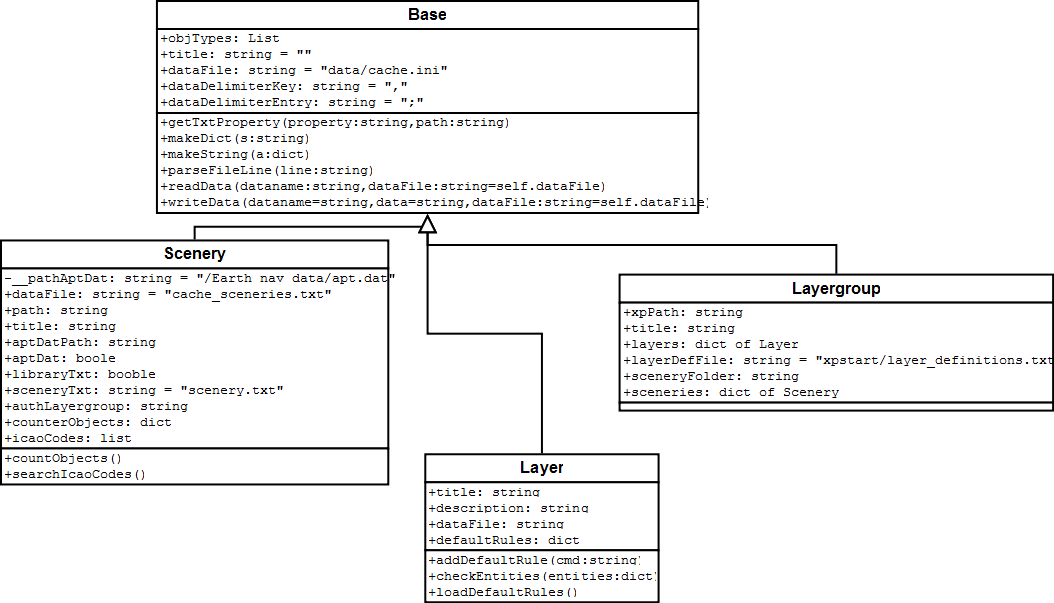 Base
+objTypes: List
+title: string = ""
+dataFile: string = "data/cache.ini"
+dataDelimiterKey: string = ","
+dataDelimiterEntry: string = ";"
+getTxtProperty(property:string,path:string)
+makeDict(s:string)
+makeString(a:dict)
+parseFileLine(line:string)
+readData(dataname:string,dataFile:string=self.dataFile)
+writeData(dataname=string,data=string,dataFile:string=self.dataFile)
Scenery
-__pathAptDat: string = "/Earth nav data/apt.dat"
+dataFile: string = "cache_sceneries.txt"
+path: string
+title: string
+aptDatPath: string
+aptDat: boole
+libraryTxt: booble
+sceneryTxt: string = "scenery.txt"
+authLayergroup: string
+counterObjects: dict
+icaoCodes: list
+countObjects()
+searchIcaoCodes()
Layergroup
+xpPath: string
+title: string
+layers: dict of Layer
+layerDefFile: string = "xpstart/layer_definitions.txt
+sceneryFolder: string
+sceneries: dict of Scenery
Layer
+title: string
+description: string
+dataFile: string
+defaultRules: dict
+addDefaultRule(cmd:string)
+checkEntities(entities:dict)
+loadDefaultRules()